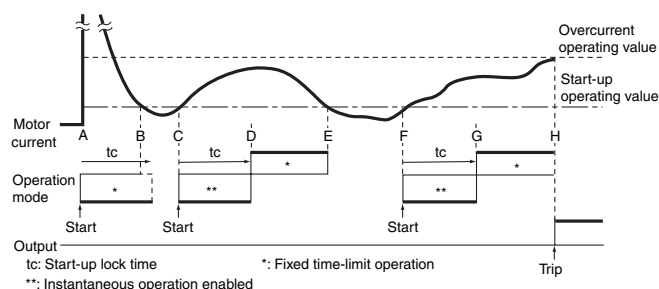 Overcurrent
operating value
Start-up
operating value
Motor
current
A B C D E F G H
tc tc tc
* *
Operation
mode
* ** **
Start Start Start
Output
Trip
tc: Start-up lock time *: Fixed time-limit operation
**: Instantaneous operation enabled